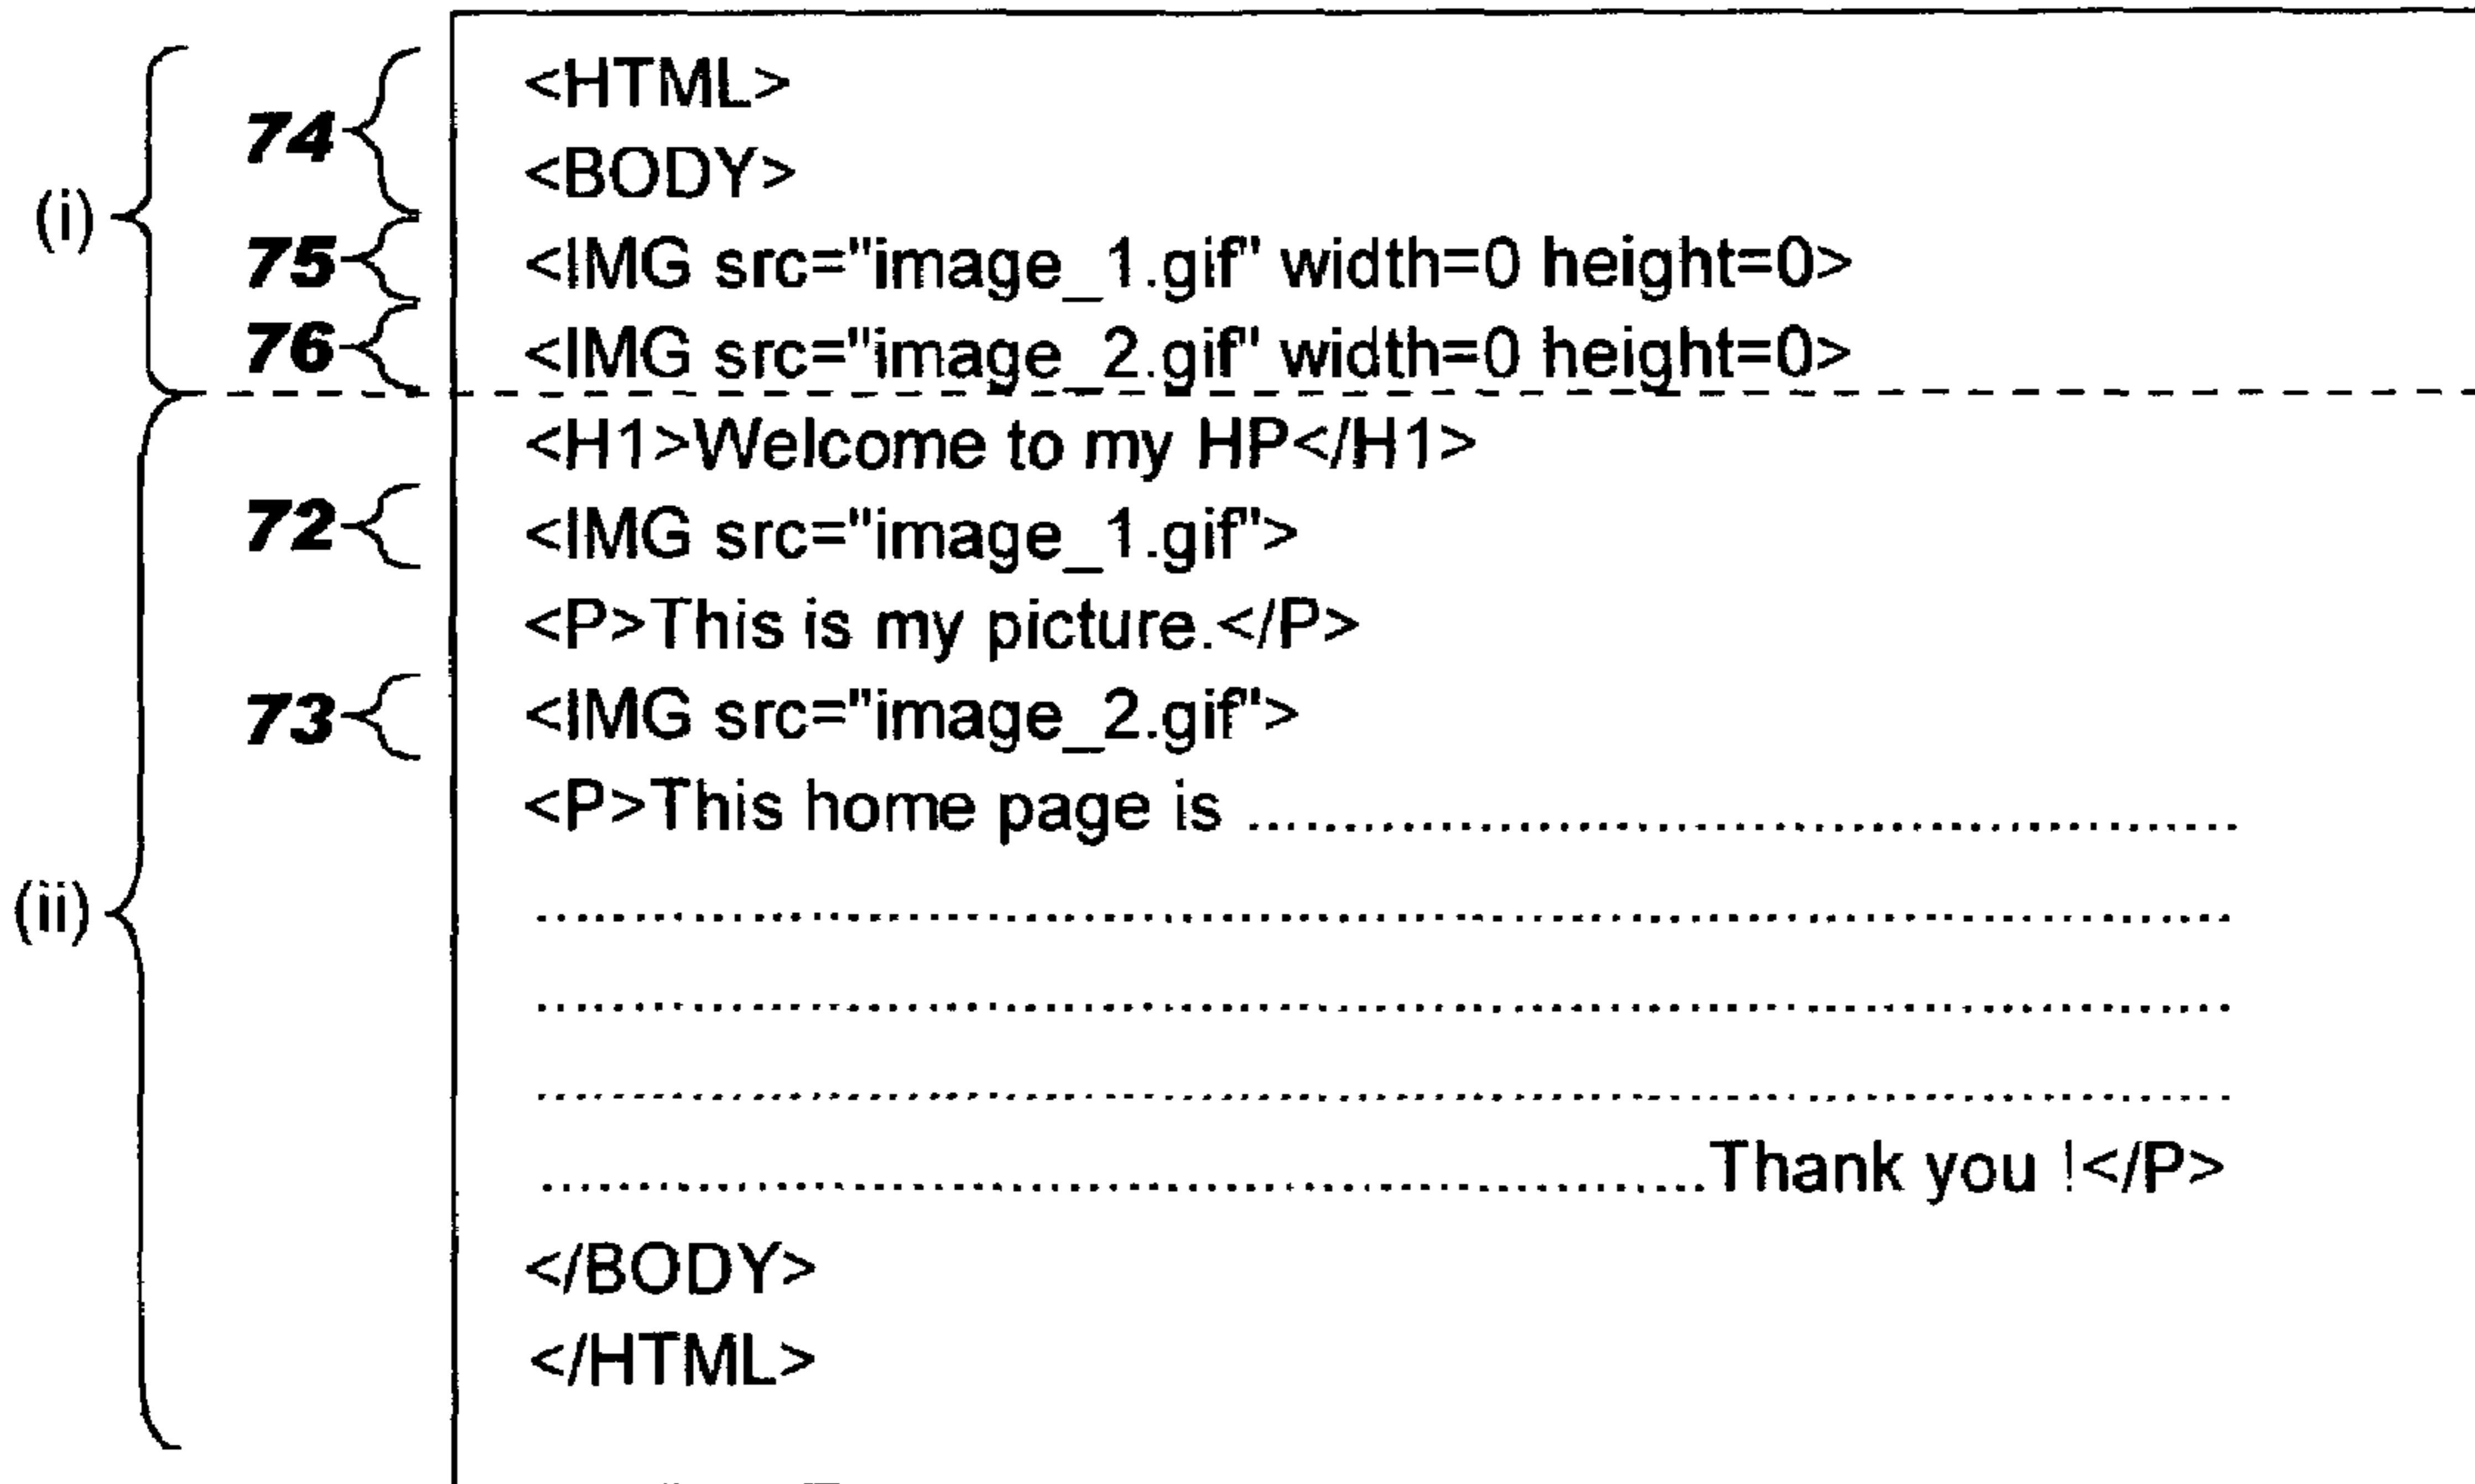 <HTML>
74
<BODY>
(i)
75 <IMG src="image_1.gif" width=0 height=0>
76 <IMG src="image_2.gif" width=0 height=0>
<H1>Welcome to my HP</H1>
72 <IMG src="image_1.gif">
<P>This is my picture.</P>
73 <IMG src="image_2.gif">
<P>This home page is ..................................................
(ii)
..................................................
..................................................
..................................................
..................................................Thank you !</P>
</BODY>
</HTML>